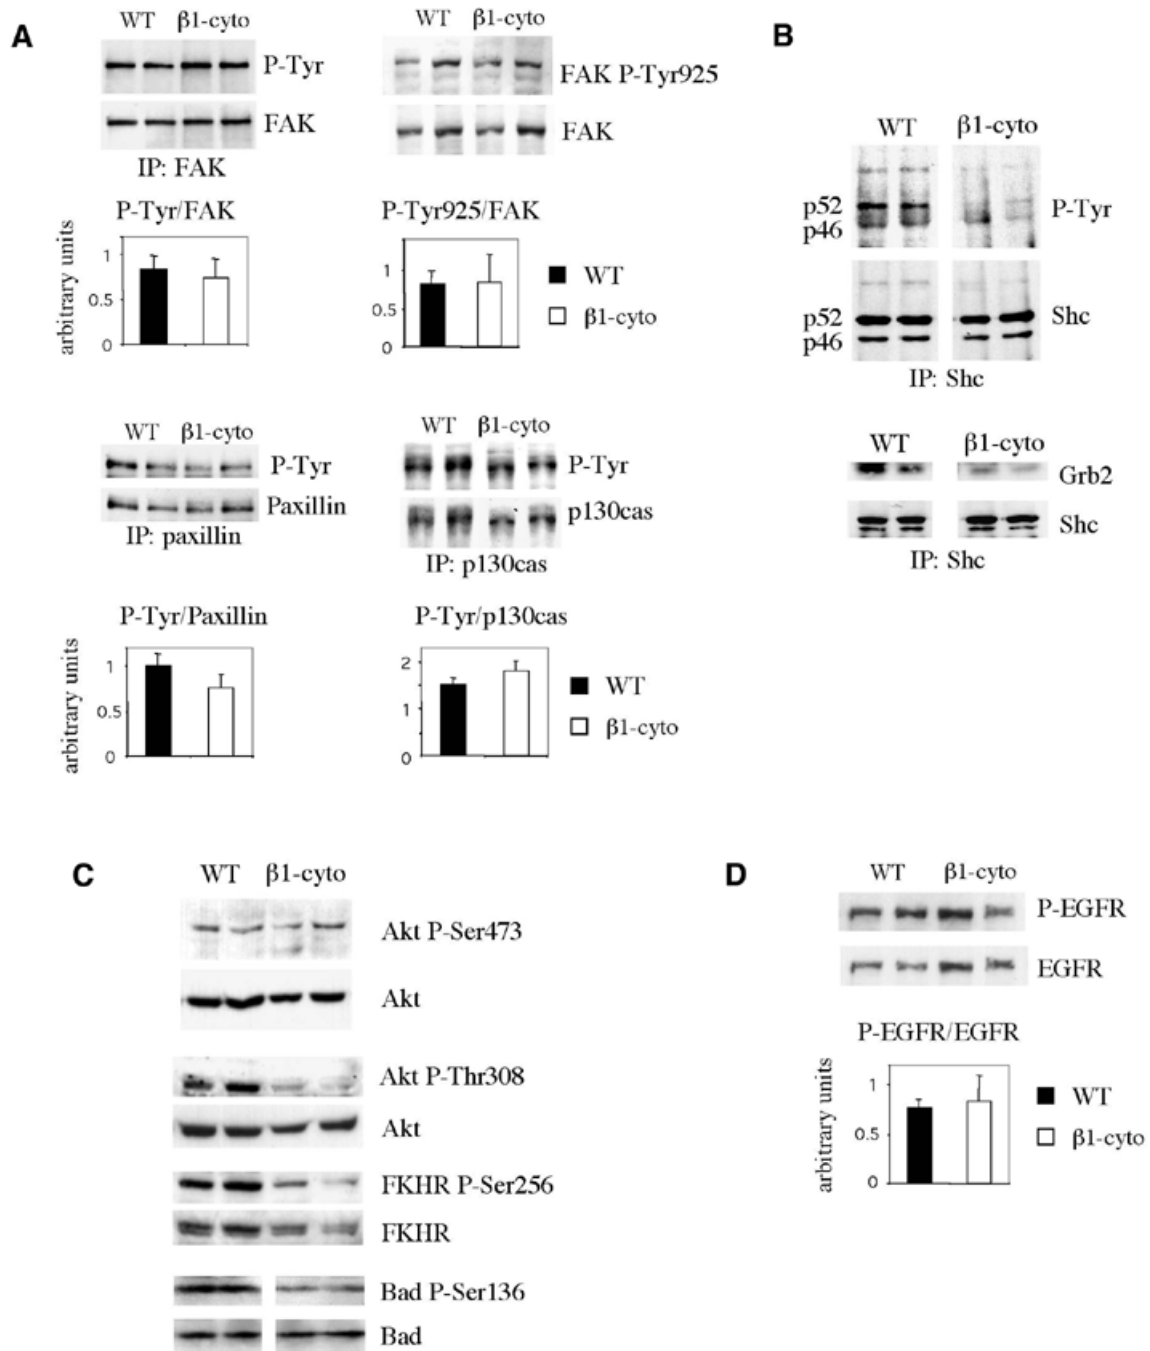 A
WT β1-cyto
P-Tyr
FAK
IP: FAK
P-Tyr/FAK
arbitrary units
1
0.5
0
WT β1-cyto
FAK P-Tyr925
FAK
P-Tyr925/FAK
1
0.5
0
WT
β1-cyto
WT β1-cyto
P-Tyr
Paxillin
IP: paxillin
P-Tyr/Paxillin
arbitrary units
1
0.5
0
WT β1-cyto
P-Tyr
p130cas
IP: p130cas
P-Tyr/p130cas
2
1
0
WT
β1-cyto
B
WT β1-cyto
p52
p46
P-Tyr
p52
p46
Shc
IP: Shc
WT β1-cyto
Grb2
Shc
IP: Shc
C
WT β1-cyto
Akt P-Ser473
Akt
Akt P-Thr308
Akt
FKHR P-Ser256
FKHR
Bad P-Ser136
Bad
D
WT β1-cyto
P-EGFR
EGFR
P-EGFR/EGFR
arbitrary units
1
0.5
0
WT
β1-cyto